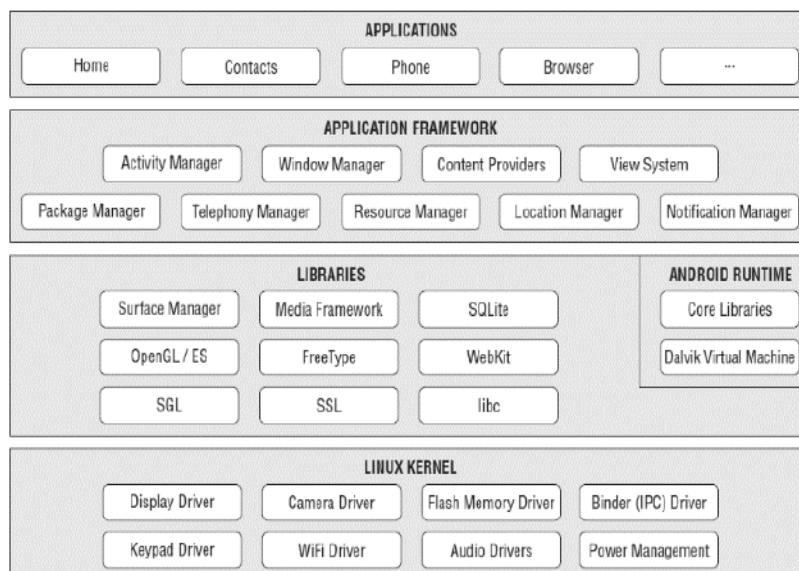 APPLICATIONS
Home Contacts Phone Browser ...
APPLICATION FRAMEWORK
Activity Manager Window Manager Content Providers View System
Package Manager Telephony Manager Resource Manager Location Manager Notification Manager
LIBRARIES ANDROID RUNTIME
Surface Manager Media Framework SQLite Core Libraries
OpenGL / ES FreeType WebKit Dalvik Virtual Machine
SGL SSL libc
LINUX KERNEL
Display Driver Camera Driver Flash Memory Driver Binder (IPC) Driver
Keypad Driver WiFi Driver Audio Drivers Power Management